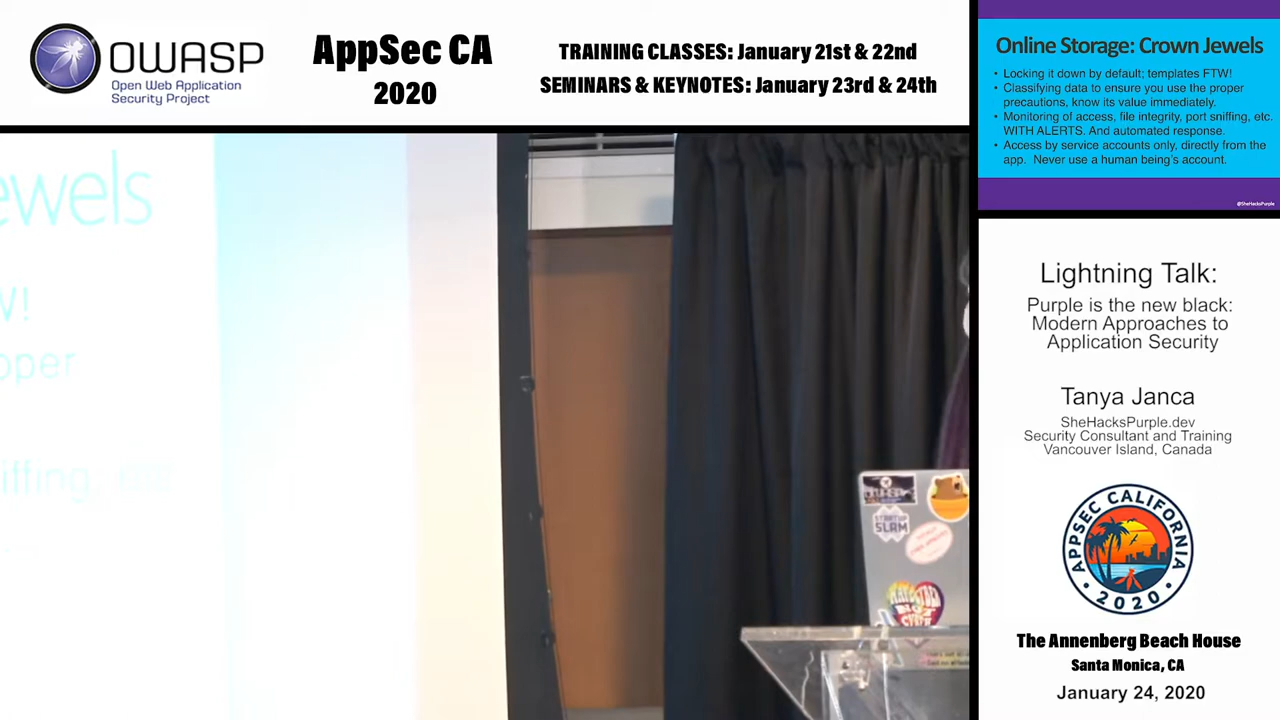 OWASP
Open Web Application
Security Project
AppSec CA
2020
TRAINING CLASSES: January 21st & 22nd
SEMINARS & KEYNOTES: January 23rd & 24th
Online Storage: Crown Jewels
• Locking it down by default; templates FTW!
• Classifying data to ensure you use the proper
precautions, know its value immediately.
• Monitoring of access, file integrity, port sniffing, etc.
WITH ALERTS. And automated response.
• Access by service accounts only, directly from the
app. Never use a human being's account.
@SheHacksPurple
ewels
W!
oper
iffing, etc
STARTUP
SLAM
Lightning Talk:
Purple is the new black:
Modern Approaches to
Application Security
Tanya Janca
SheHacksPurple.dev
Security Consultant and Training
Vancouver Island, Canada
APPSEC CALIFORNIA
• 2020 •
The Annenberg Beach House
Santa Monica, CA
January 24, 2020